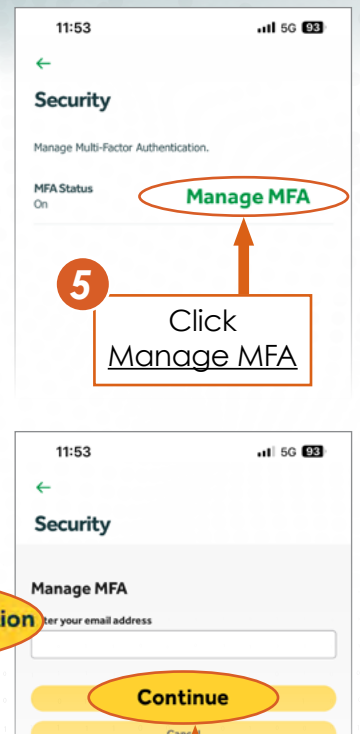 11:53 5G 93
←
Security
Manage Multi-Factor Authentication.
MFA Status
On
Manage MFA
5
Click
Manage MFA
11:53 5G 93
←
Security
Manage MFA
ter your email address
Continue
Cancel